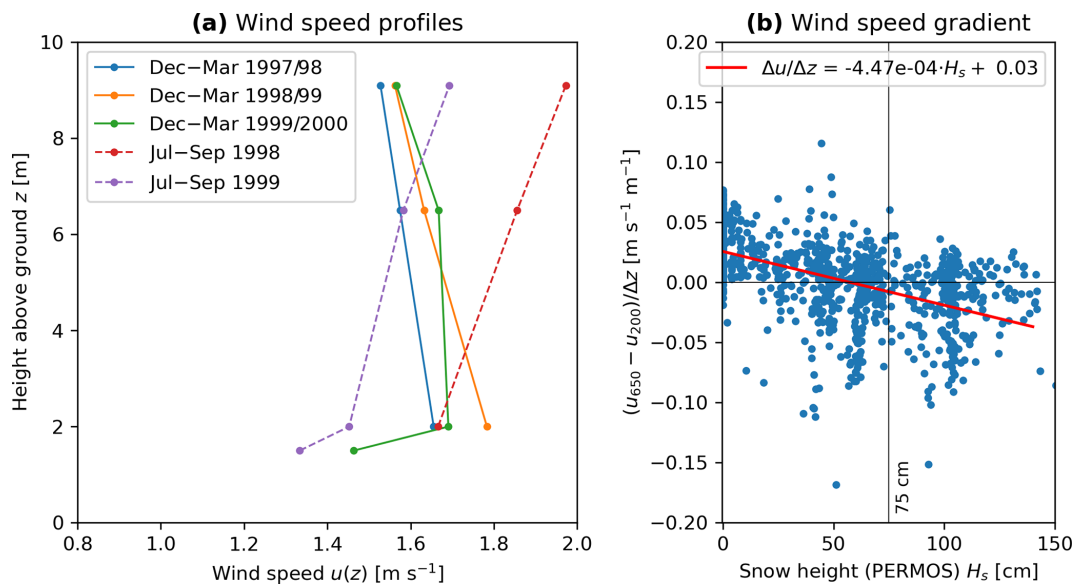 (a) Wind speed profiles
Dec−Mar 1997/98
Dec−Mar 1998/99
Dec−Mar 1999/2000
Jul−Sep 1998
Jul−Sep 1999
Height above ground z [m]
10
8
6
4
2
0
0.8 1.0 1.2 1.4 1.6 1.8 2.0
Wind speed u(z) [m s⁻¹]
(b) Wind speed gradient
Δu/Δz = -4.47e-04·Hₛ + 0.03
(u₆₅₀ − u₂₀₀)/Δz [m s⁻¹ m⁻¹]
0.20
0.15
0.10
0.05
0.00
−0.05
−0.10
−0.15
−0.20
75 cm
0 50 100 150
Snow height (PERMOS) Hₛ [cm]